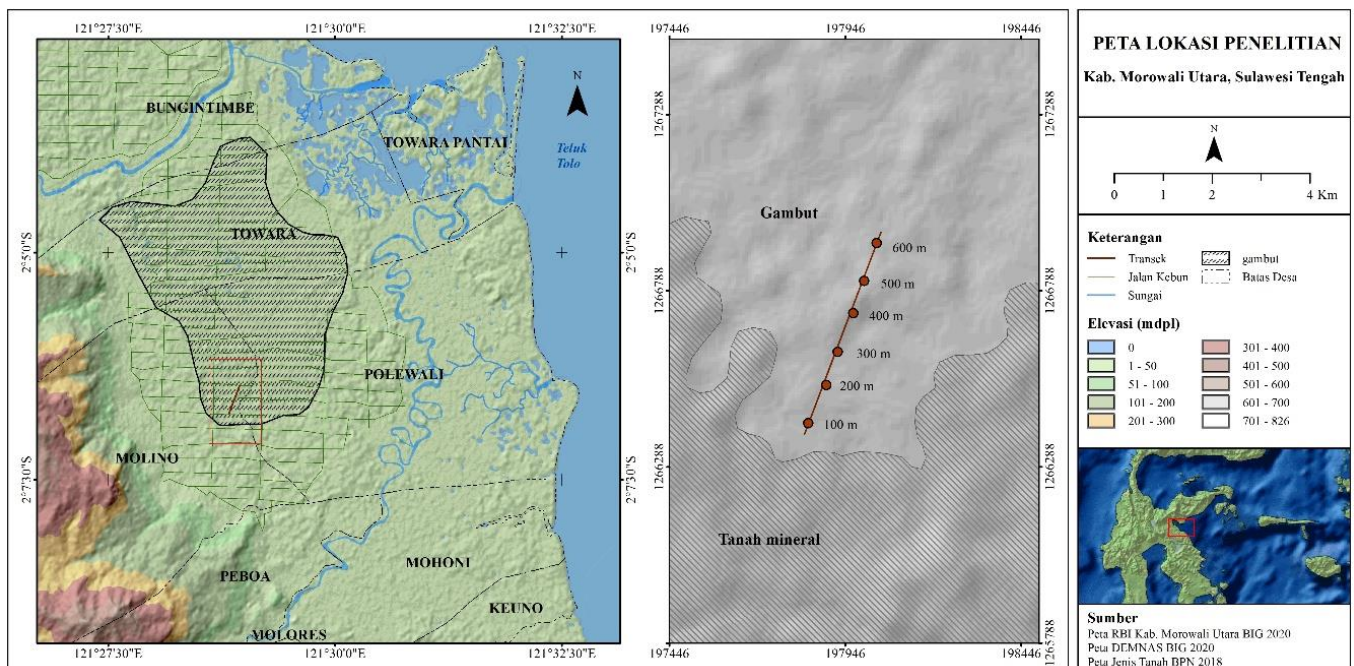 121°27'30"E
121°30'0"E
121°32'30"E
2°5'0"S
2°7'30"S
N
BUNGINTIMBE
TOWARA PANTAI
Teluk
Tolo
TOWARA
POLEWALI
MOLINO
PEBOA
MOHONI
KEUNO
MOLORES
121°27'30"E
121°30'0"E
121°32'30"E
2°5'0"S
2°7'30"S
197446
197946
198446
1267288
1266788
1266288
1265788
Gambut
600 m
500 m
400 m
300 m
200 m
100 m
Tanah mineral
197446
197946
198446
PETA LOKASI PENELITIAN
Kab. Morowali Utara, Sulawesi Tengah
N
0 1 2 4 Km
Keterangan
Transek
gambut
Jalan Kebun
Batas Desa
Sungai
Elevasi (mdpl)
0
1 - 50
51 - 100
101 - 200
201 - 300
301 - 400
401 - 500
501 - 600
601 - 700
701 - 826
Sumber
Peta RBI Kab. Morowali Utara BIG 2020
Peta DEMNAS BIG 2020
Peta Jenis Tanah BPN 2018